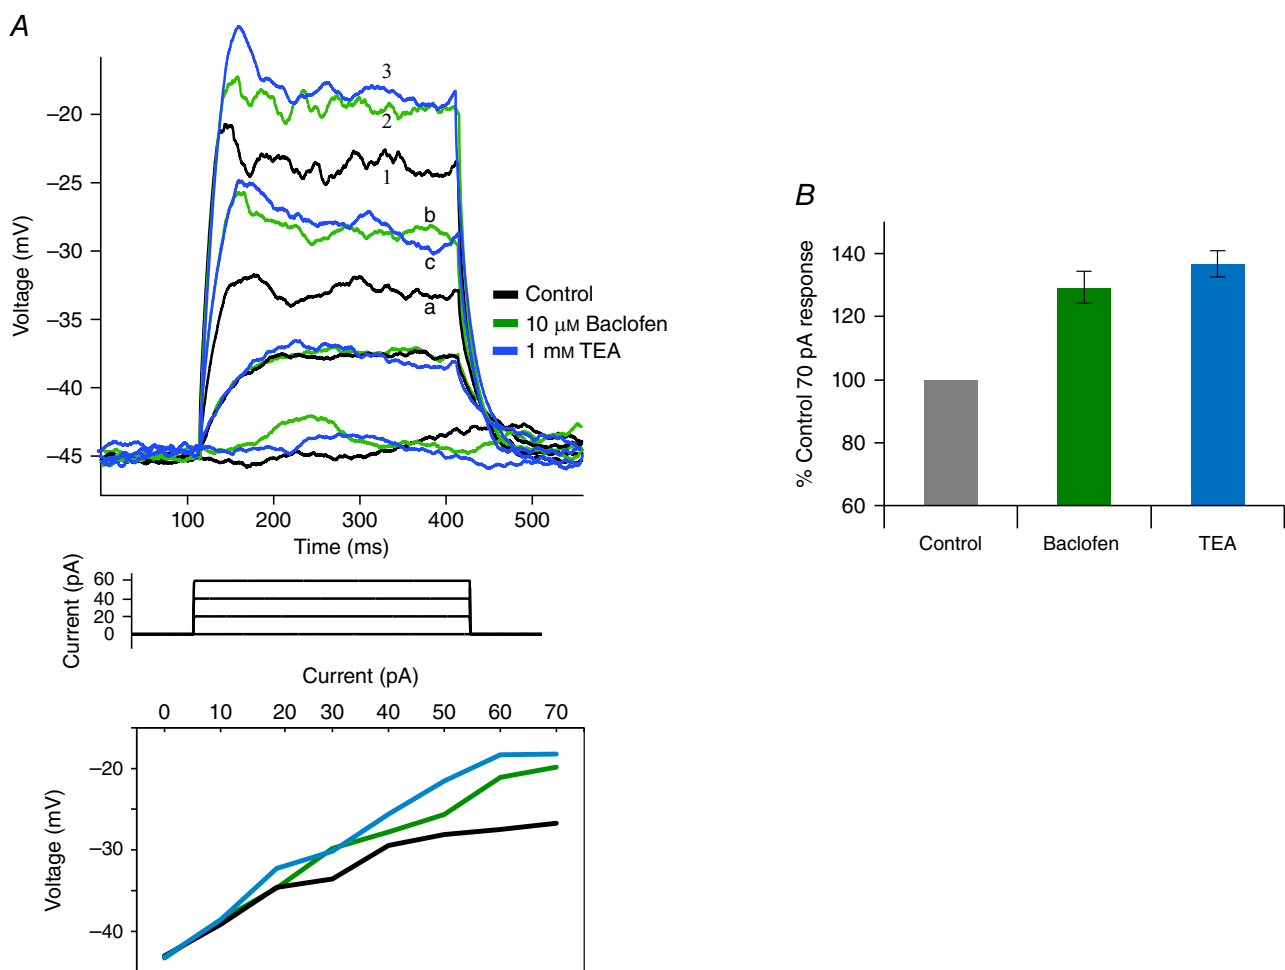 A
Voltage (mV)
–20
–25
–30
–35
–40
–45
3
2
1
b
c
a
Control
10 μM Baclofen
1 mM TEA
100 200 300 400 500
Time (ms)
Current (pA)
60
40
20
0
Current (pA)
0 10 20 30 40 50 60 70
Voltage (mV)
–20
–30
–40
B
% Control 70 pA response
140
120
100
80
60
Control Baclofen TEA